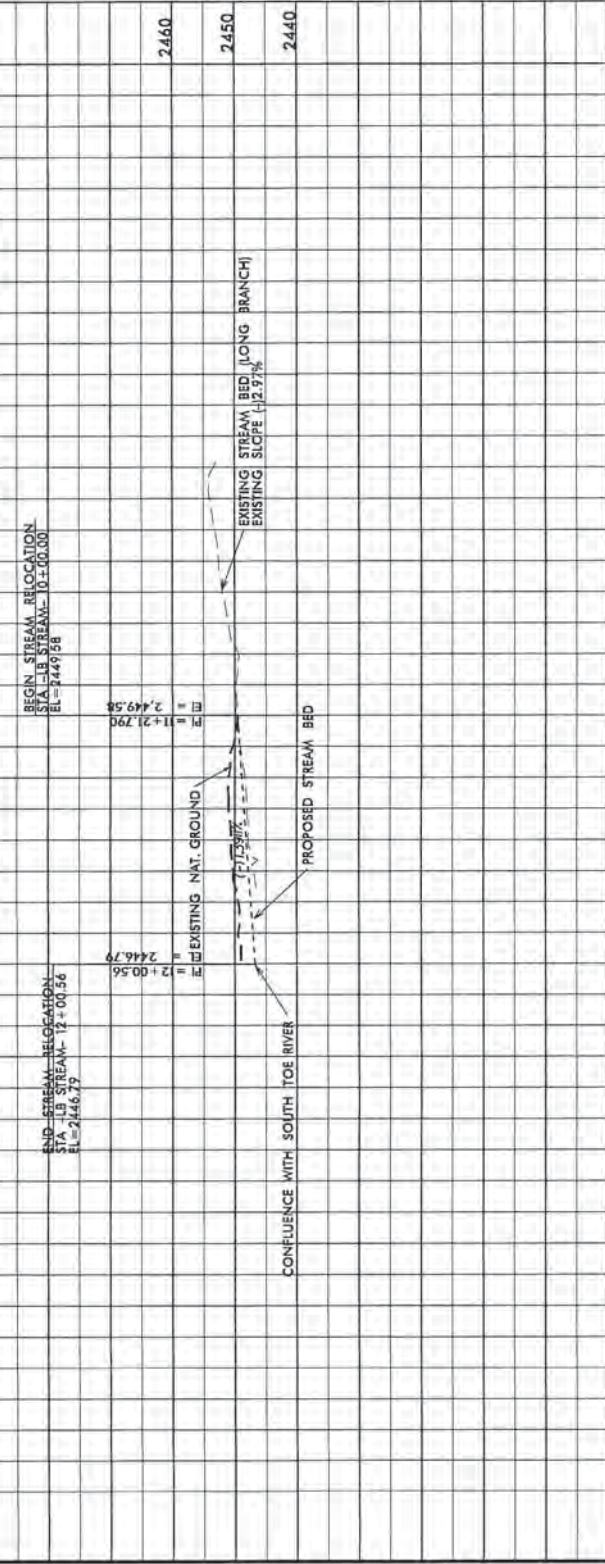 END STREAM RELOCATION
STA -LB STREAM- 12+00.56
EL=2446.79
BEGIN STREAM RELOCATION
STA -LB STREAM- 10+00.00
EL=2449.58
2460
2450
2440
PI = 12+00.56
EL = 2446.79
EXISTING NAT. GROUND
PI = 11+21.790
El = 2,449.58
EXISTING STREAM BED (LONG BRANCH)
EXISTING SLOPE (-)2.97%
CONFLUENCE WITH SOUTH TOE RIVER
PROPOSED STREAM BED